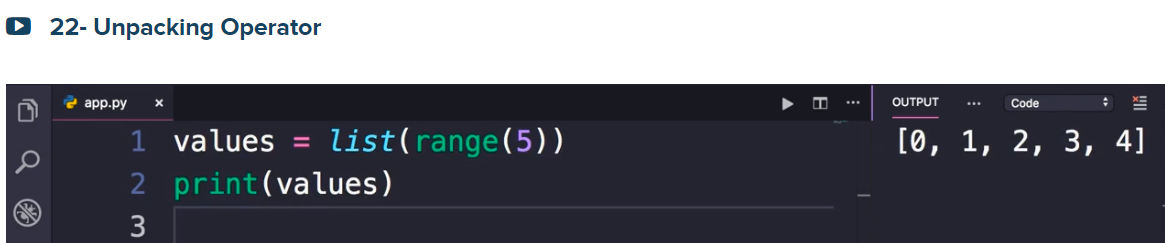 22- Unpacking Operator
app.py × OUTPUT ... Code
1 values = list(range(5))
2 print(values)
3
[0, 1, 2, 3, 4]